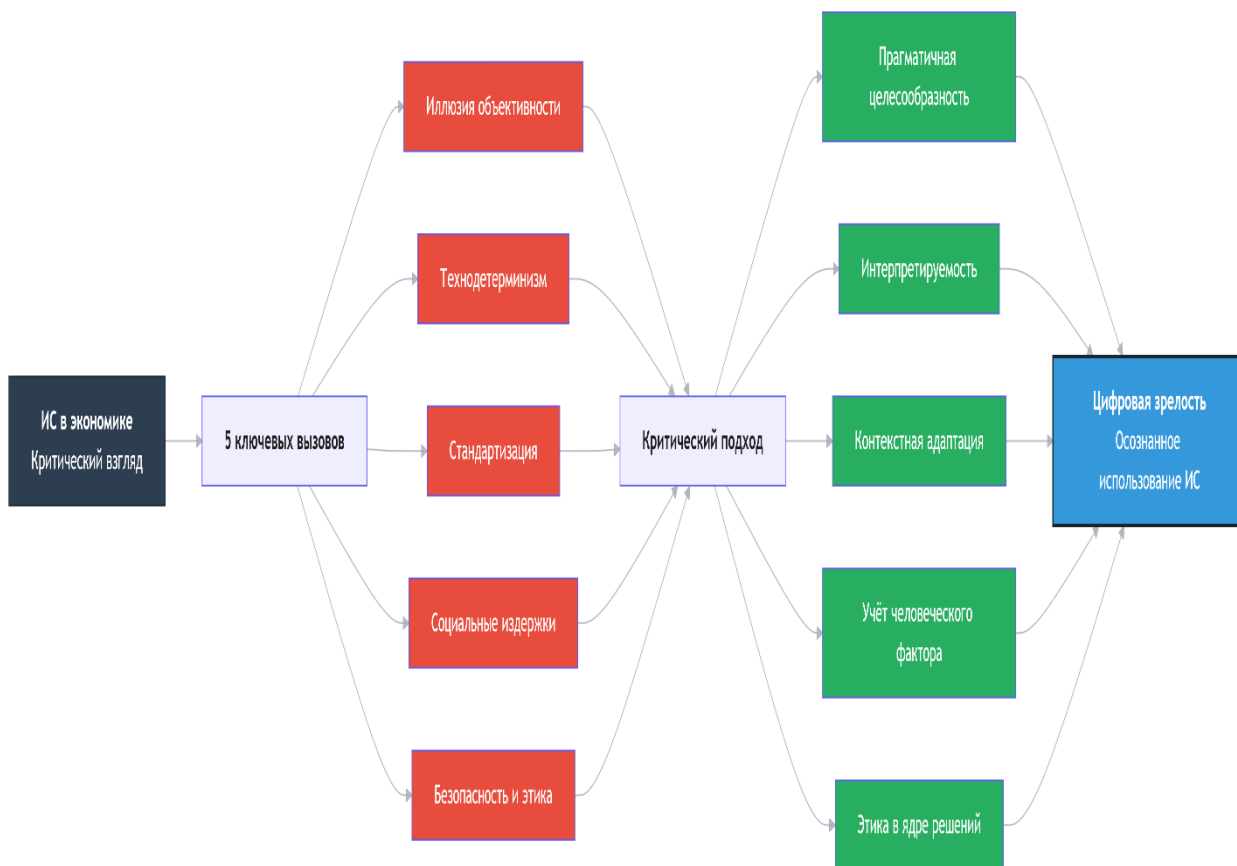 ИС в экономике
Критический взгляд
5 ключевых вызовов
Иллюзия объективности
Технодетерминизм
Стандартизация
Социальные издержки
Безопасность и этика
Критический подход
Прагматичная
целесообразность
Интерпретируемость
Контекстная адаптация
Учёт человеческого
фактора
Этика в ядре решений
Цифровая зрелость
Осознанное
использование ИС